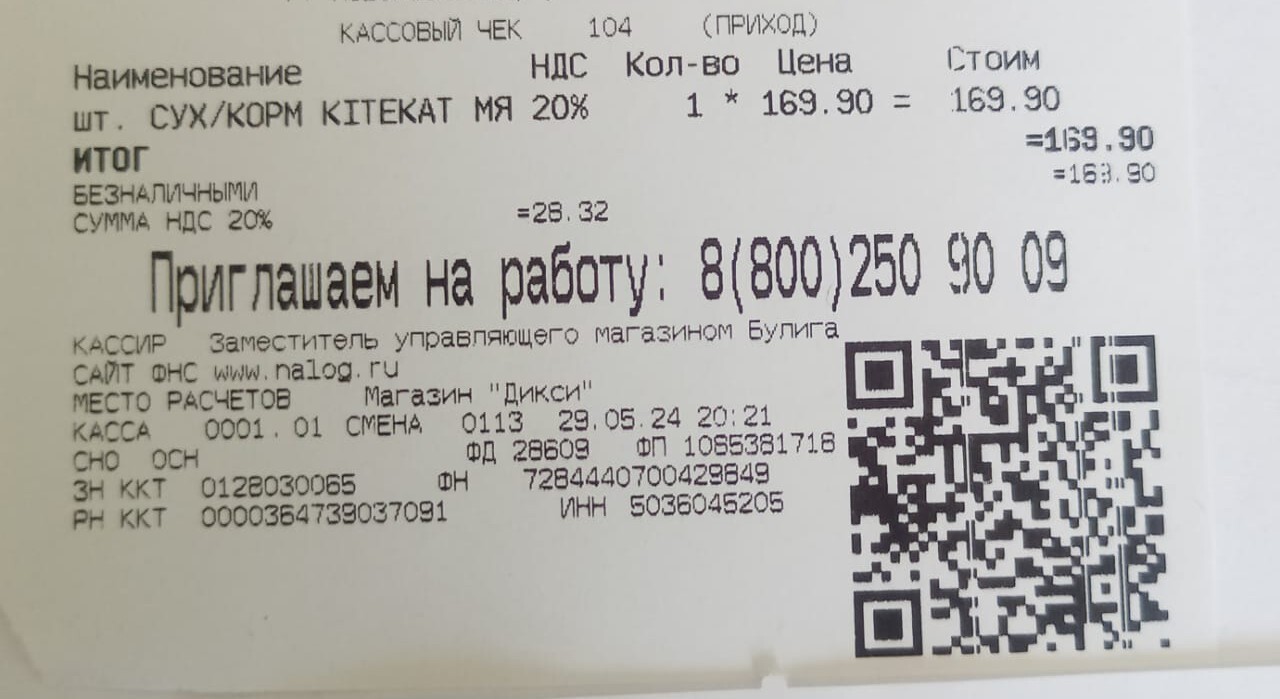 КАССОВЫЙ ЧЕК 104 (ПРИХОД)
Наименование НДС Кол-во Цена Стоим
шт. СУХ/КОРМ KITEKAT МЯ 20% 1 * 169.90 = 169.90
ИТОГ =169.90
БЕЗНАЛИЧНЫМИ =169.90
СУММА НДС 20% =28.32
Приглашаем на работу: 8(800)250 90 09
КАССИР Заместитель управляющего магазином Булига
САЙТ ФНС www.nalog.ru
МЕСТО РАСЧЕТОВ Магазин "Дикси"
КАССА 0001.01 СМЕНА 0113 29.05.24 20:21
СНО ОСН ФД 28609 ФП 1085381718
ЗН ККТ 0128030065 ФН 7284440700429849
РН ККТ 0000364739037091 ИНН 5036045205